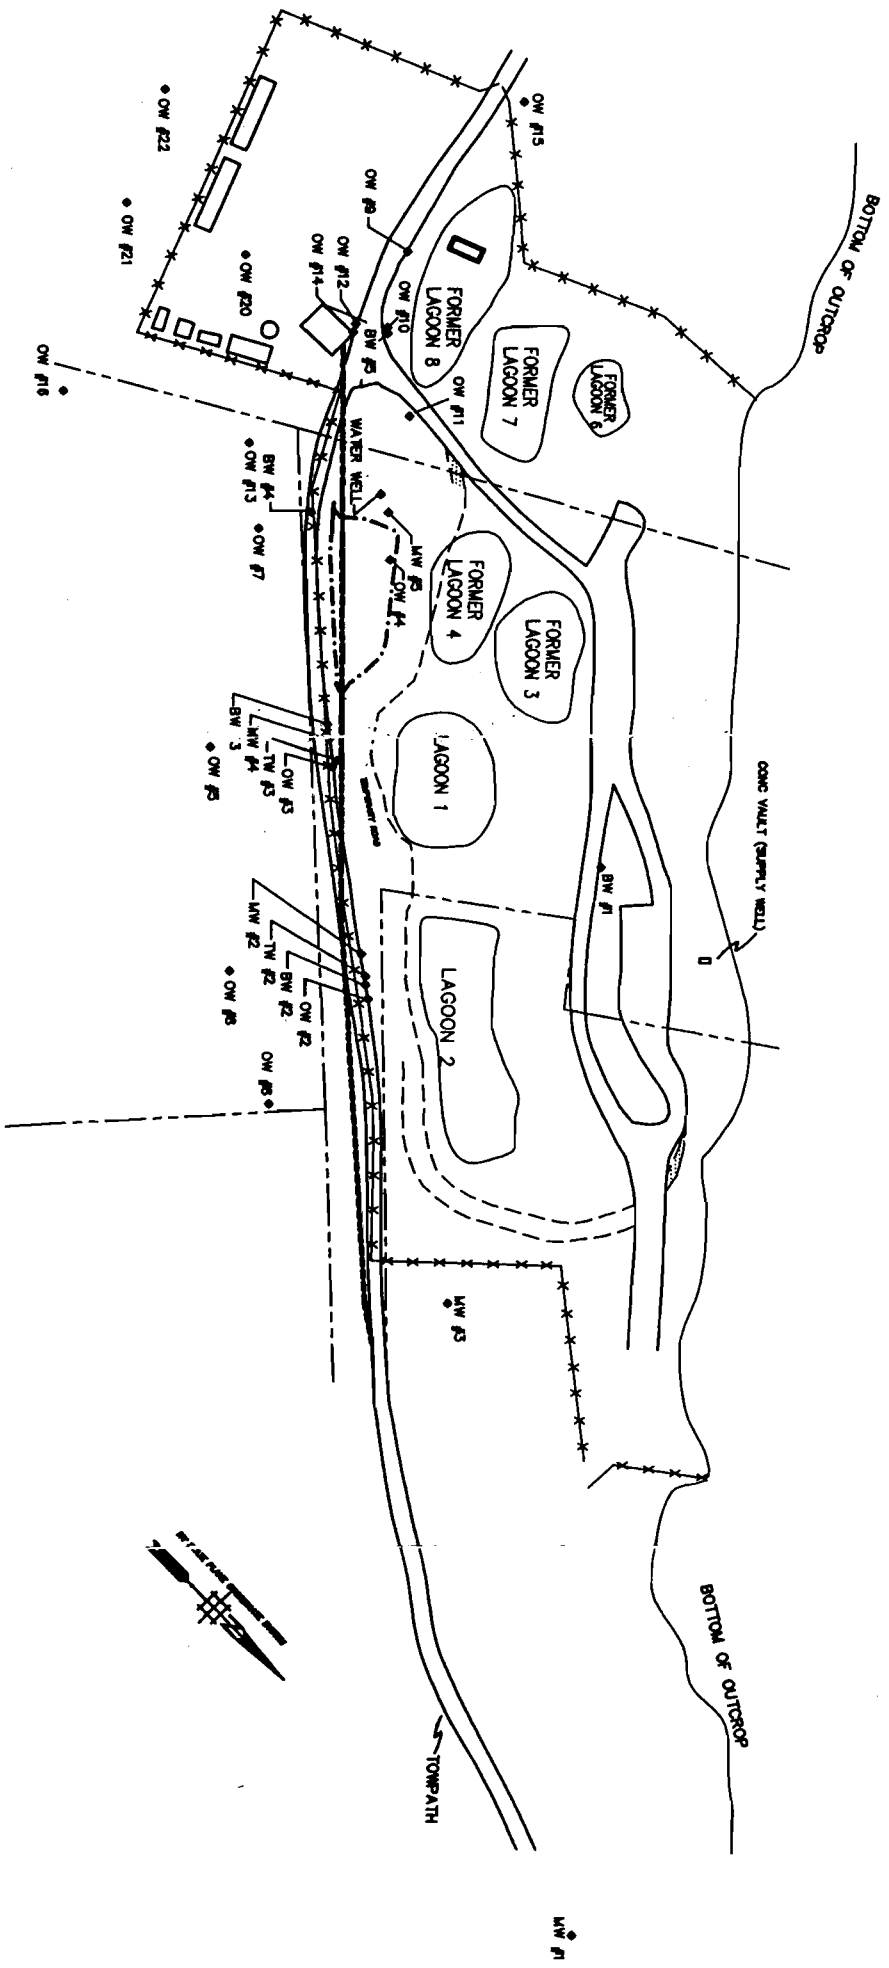 BOTTOM OF OUTCROP
OW #15
OW #22
OW #9
OW #21
FORMER
LAGOON 8
OW #20
OW #12
OW #14
OW #10
BW #5
FORMER
LAGOON 7
FORMER
LAGOON 6
OW #16
OW #11
WATER WELL
BW #4
OW #13
OW #7
MW #5
OW #4
FORMER
LAGOON 4
FORMER
LAGOON 3
OW #3
TW #3
MW #4
BW 3
OW #5
LAGOON 1
CONC VAULT (SUPPLY WELL)
BW #1
OW #2
BW #2
TW #2
MW #2
LAGOON 2
MW #3
N
BOTTOM OF OUTCROP
TOWPATH
MW #1